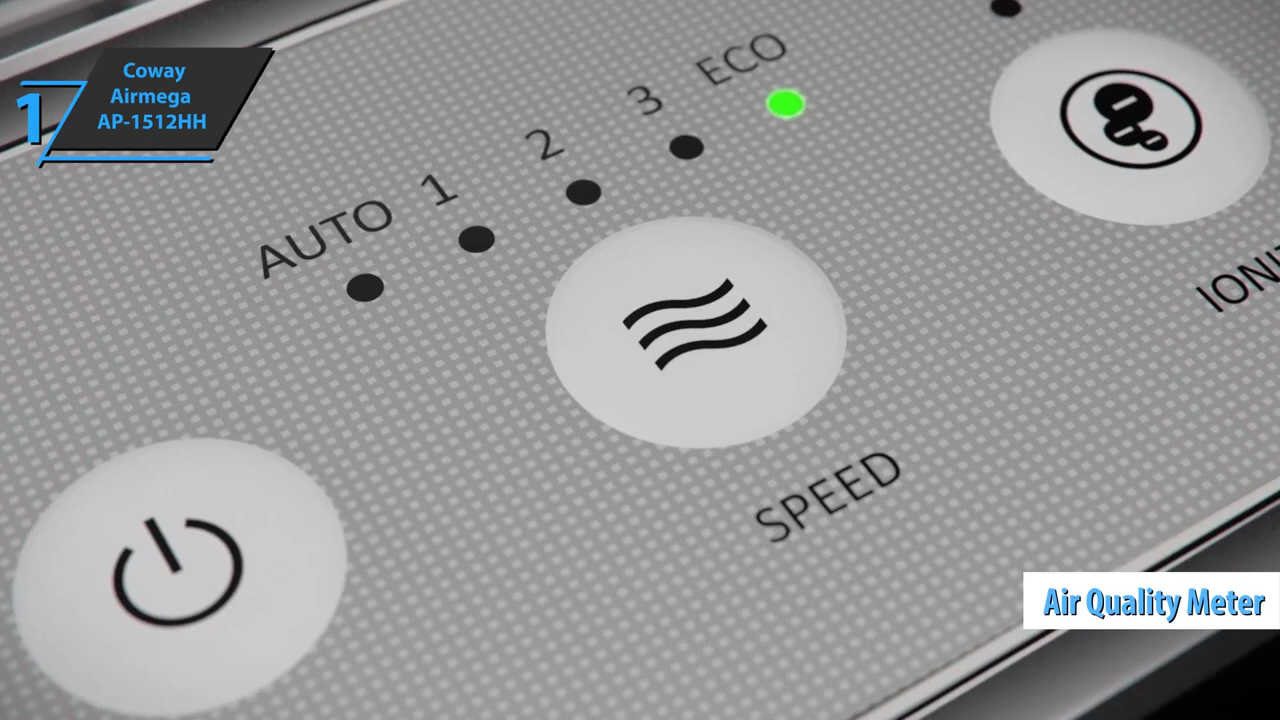 1
Coway
Airmega
AP-1512HH
ECO
3
2
1
AUTO
SPEED
Air Quality Meter